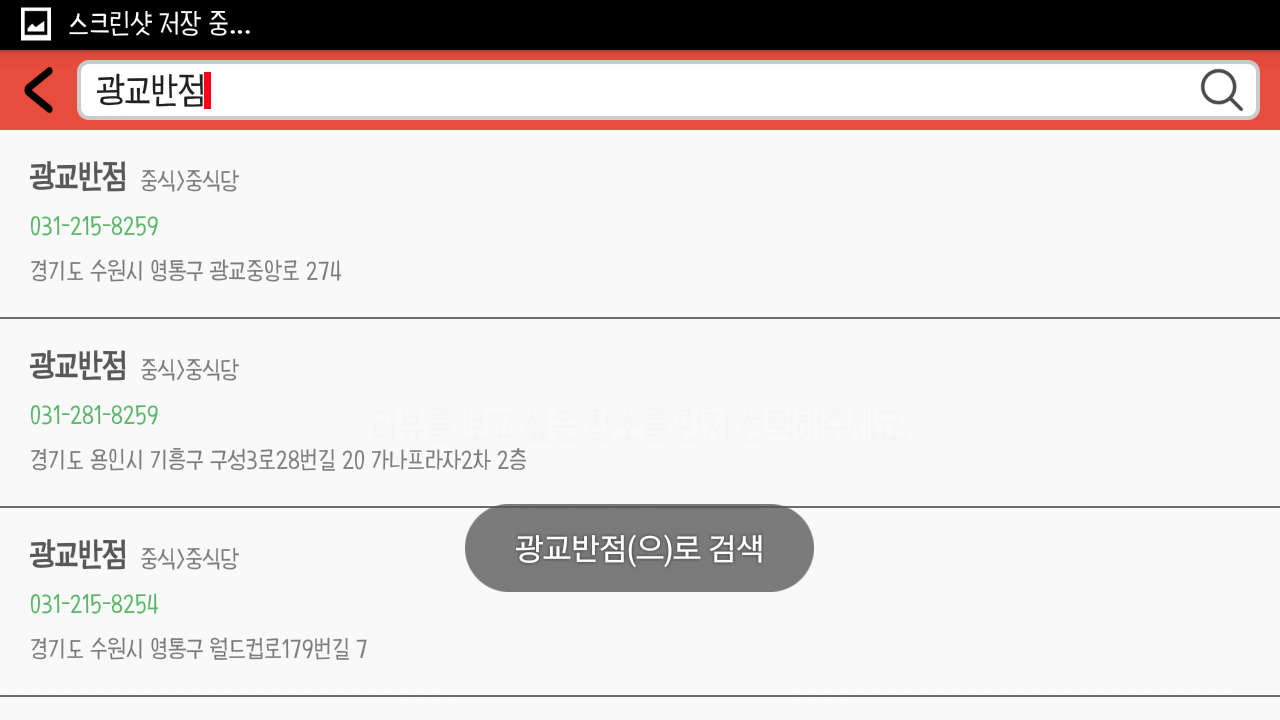 스크린샷 저장 중...
광교반점
광교반점 중식>중식당
031-215-8259
경기도 수원시 영통구 광교중앙로 274
광교반점 중식>중식당
031-281-8259
리뷰를 보고 싶은 장소를 먼저 선택해주세요.
경기도 용인시 기흥구 구성3로28번길 20 가나프라자2차 2층
광교반점(으)로 검색
광교반점 중식>중식당
031-215-8254
경기도 수원시 영통구 월드컵로179번길 7